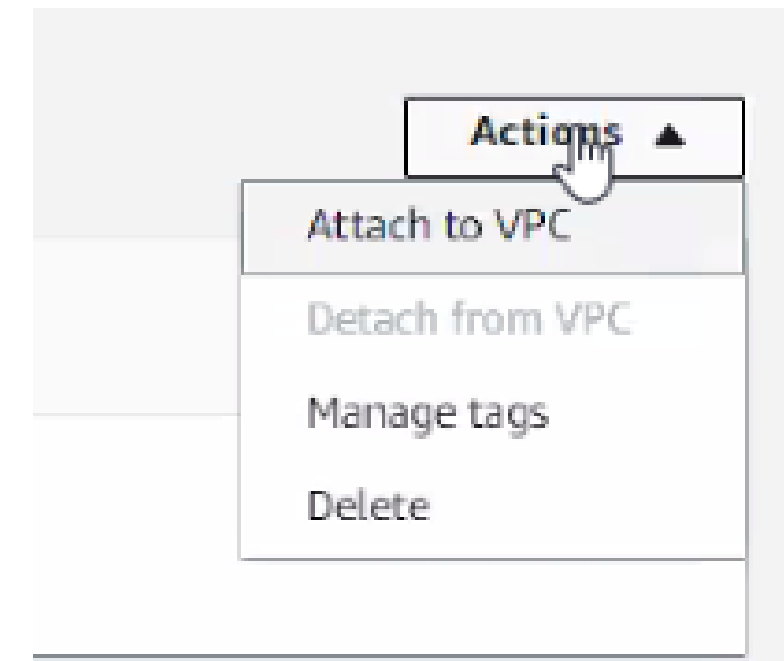 Actions
Attach to VPC
Detach from VPC
Manage tags
Delete